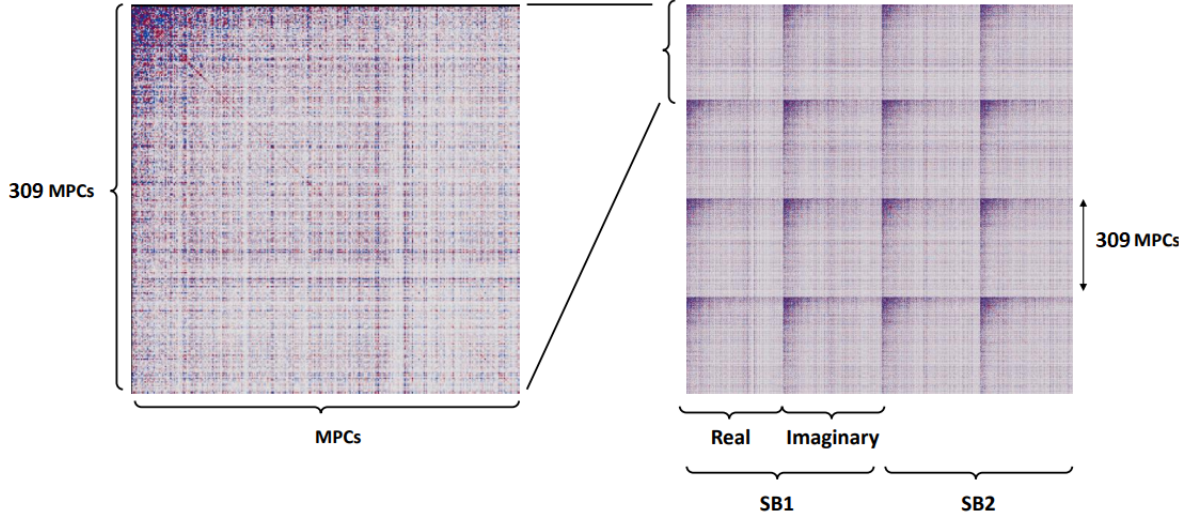 309 MPCs
309 MPCs
MPCs
Real
Imaginary
SB1
SB2